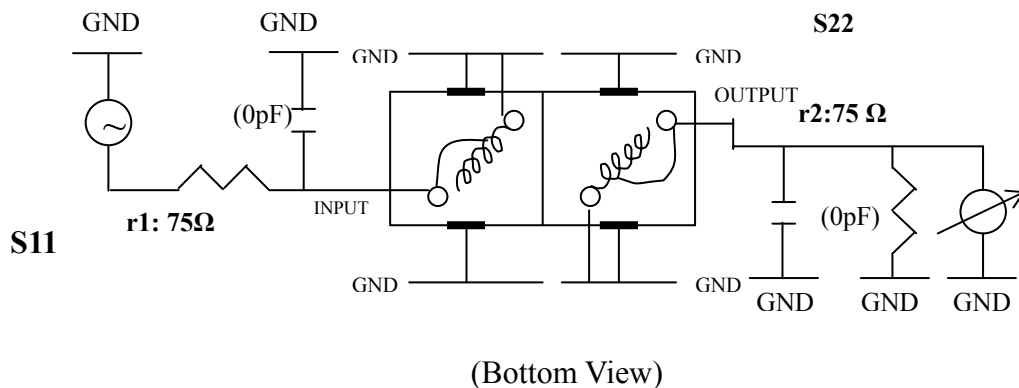 GND
GND
S22
GND
GND
(0pF)
OUTPUT
r2:75 Ω
INPUT
r1: 75Ω
(0pF)
S11
GND
GND
GND
GND
GND
(Bottom View)